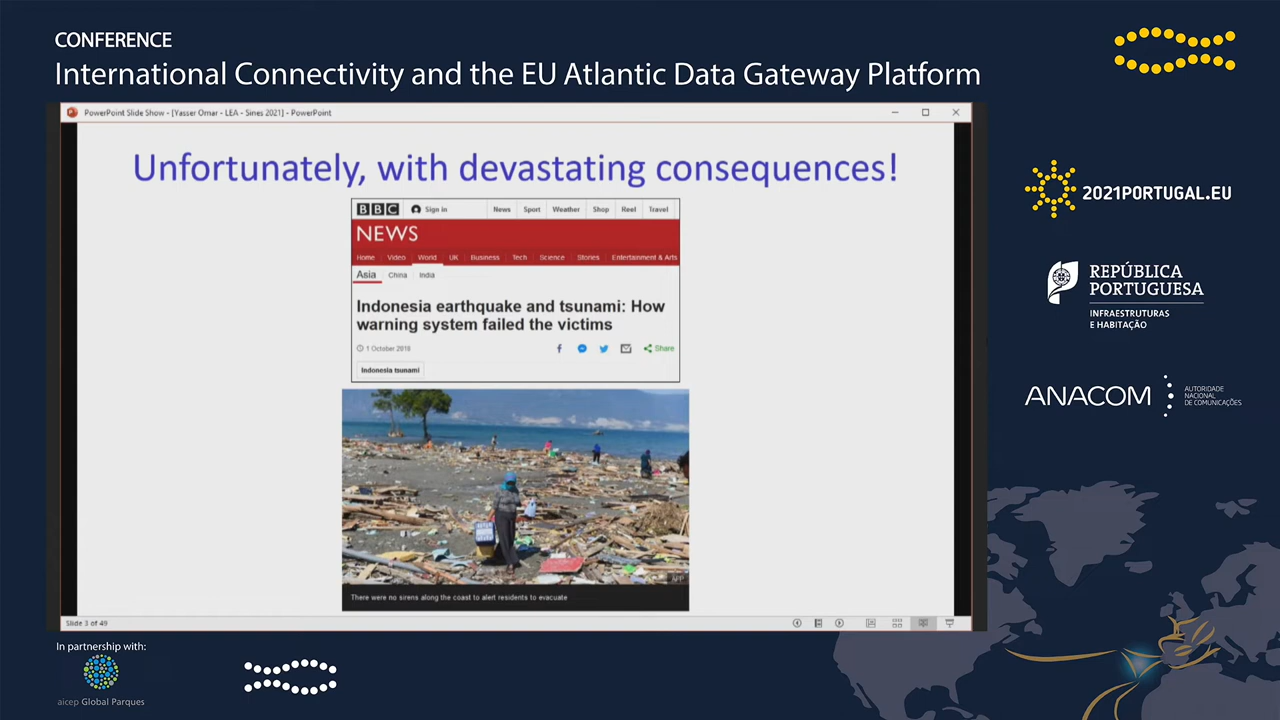 CONFERENCE
International Connectivity and the EU Atlantic Data Gateway Platform
PowerPoint Slide Show - [Yasser Omar - LEA - Sines 2021] - PowerPoint
Unfortunately, with devastating consequences!
BBC Sign in News Sport Weather Shop Reel Travel
NEWS
Home Video World UK Business Tech Science Stories Entertainment & Arts
Asia China India
Indonesia earthquake and tsunami: How
warning system failed the victims
1 October 2018 Share
Indonesia tsunami
AFP
There were no sirens along the coast to alert residents to evacuate
Slide 3 of 49
2021PORTUGAL.EU
REPÚBLICA
PORTUGUESA
INFRAESTRUTURAS
E HABITAÇÃO
ANACOM
AUTORIDADE
NACIONAL
DE COMUNICAÇÕES
In partnership with:
aicep Global Parques